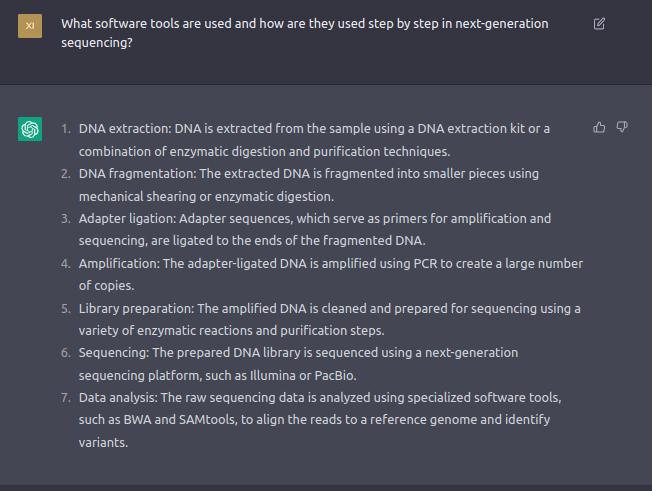 XI
What software tools are used and how are they used step by step in next-generation
sequencing?
1. DNA extraction: DNA is extracted from the sample using a DNA extraction kit or a
combination of enzymatic digestion and purification techniques.
2. DNA fragmentation: The extracted DNA is fragmented into smaller pieces using
mechanical shearing or enzymatic digestion.
3. Adapter ligation: Adapter sequences, which serve as primers for amplification and
sequencing, are ligated to the ends of the fragmented DNA.
4. Amplification: The adapter-ligated DNA is amplified using PCR to create a large number
of copies.
5. Library preparation: The amplified DNA is cleaned and prepared for sequencing using a
variety of enzymatic reactions and purification steps.
6. Sequencing: The prepared DNA library is sequenced using a next-generation
sequencing platform, such as Illumina or PacBio.
7. Data analysis: The raw sequencing data is analyzed using specialized software tools,
such as BWA and SAMtools, to align the reads to a reference genome and identify
variants.